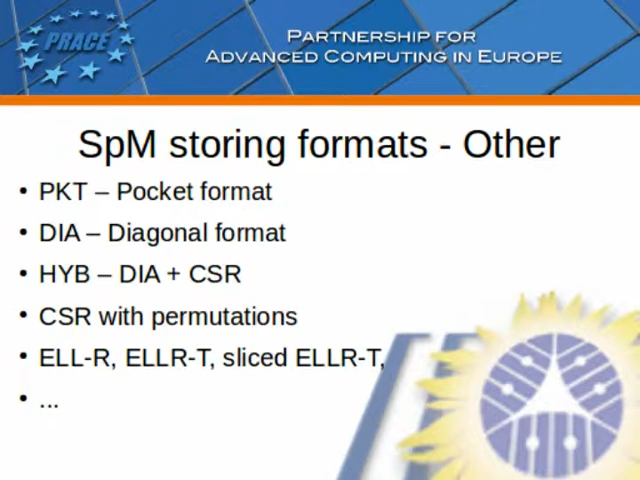 PRACE
PARTNERSHIP FOR
ADVANCED COMPUTING IN EUROPE
SpM storing formats - Other
• PKT – Pocket format
• DIA – Diagonal format
• HYB – DIA + CSR
• CSR with permutations
• ELL-R, ELLR-T, sliced ELLR-T,
• ...